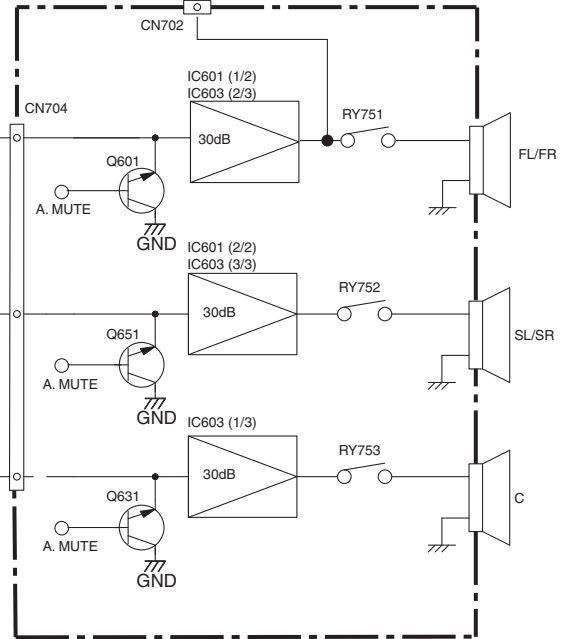 CN702
CN704
IC601 (1/2)
IC603 (2/3)
RY751
30dB
Q601
FL/FR
A. MUTE
GND
IC601 (2/2)
IC603 (3/3)
RY752
30dB
Q651
SL/SR
A. MUTE
GND
IC603 (1/3)
RY753
30dB
Q631
C
A. MUTE
GND